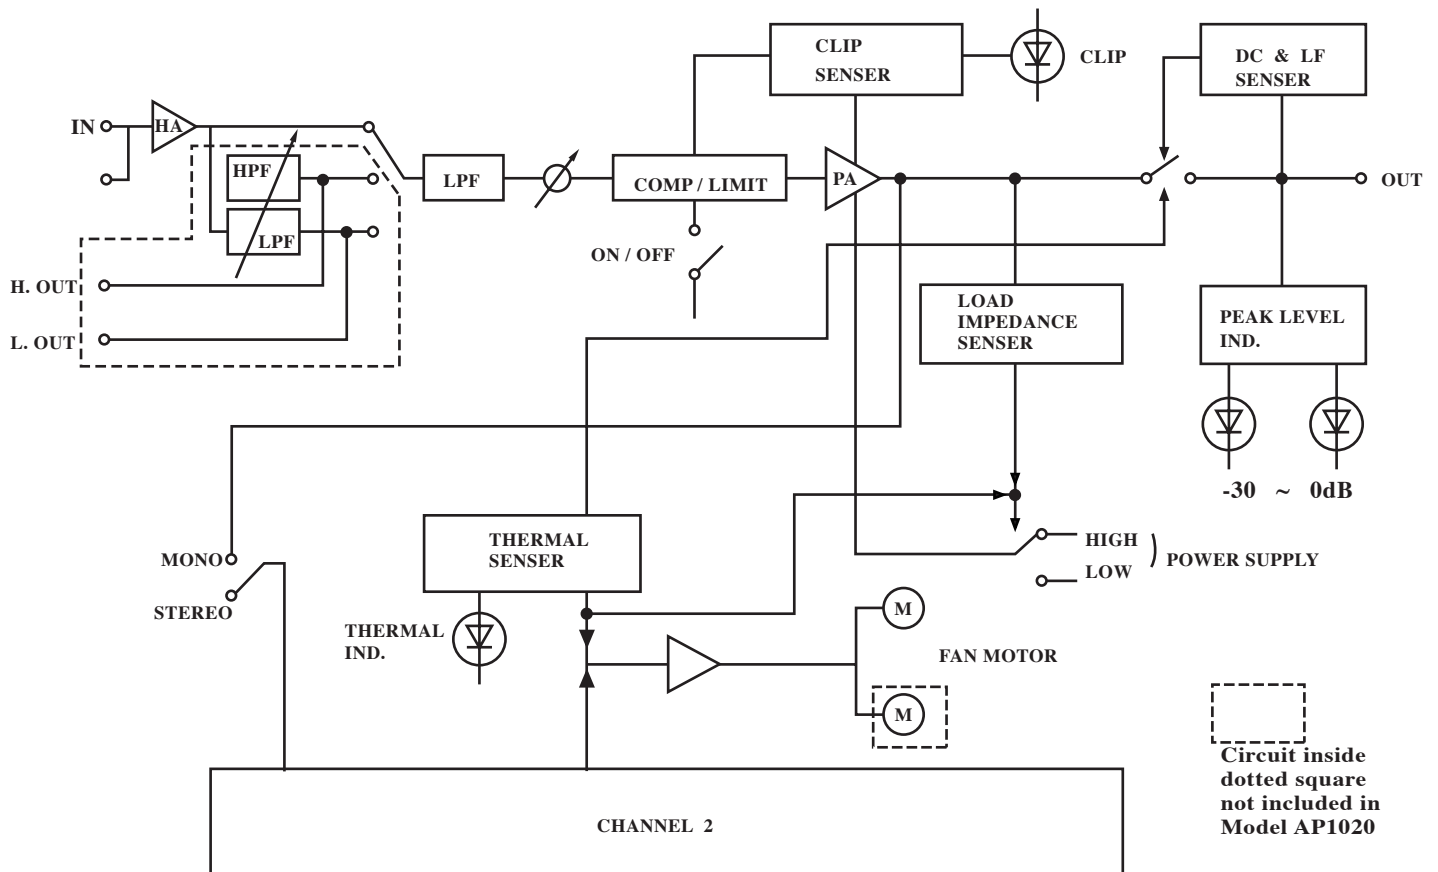 CLIP
SENSER
CLIP
DC & LF
SENSER
IN
HA
HPF
LPF
LPF
COMP / LIMIT
PA
OUT
ON / OFF
H. OUT
L. OUT
LOAD
IMPEDANCE
SENSER
PEAK LEVEL
IND.
-30 ~ 0dB
THERMAL
SENSER
MONO
STEREO
HIGH
LOW
POWER SUPPLY
THERMAL
IND.
M
FAN MOTOR
M
Circuit inside
dotted square
not included in
Model AP1020
CHANNEL 2